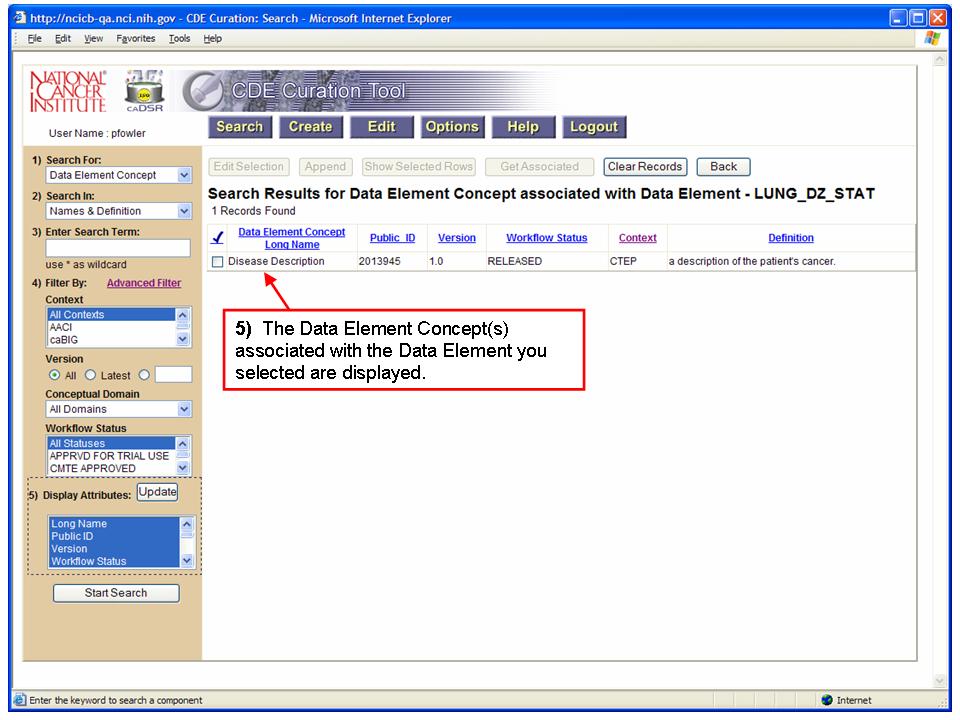 http://ncicb-qa.nci.nih.gov - CDE Curation: Search - Microsoft Internet Explorer
File Edit View Favorites Tools Help
NATIONAL
CANCER
INSTITUTE
caDSR
CDE Curation Tool
User Name : pfowler
Search Create Edit Options Help Logout
1) Search For:
Data Element Concept
2) Search In:
Names & Definition
3) Enter Search Term:
use * as wildcard
4) Filter By: Advanced Filter
Context
All Contexts
AACI
caBIG
Version
All Latest
Conceptual Domain
All Domains
Workflow Status
All Statuses
APPRVD FOR TRIAL USE
CMTE APPROVED
5) Display Attributes: Update
Long Name
Public ID
Version
Workflow Status
Start Search
Edit Selection Append Show Selected Rows Get Associated Clear Records Back
Search Results for Data Element Concept associated with Data Element - LUNG_DZ_STAT
1 Records Found
Data Element Concept
Long Name Public_ID Version Workflow Status Context Definition
Disease Description 2013945 1.0 RELEASED CTEP a description of the patient's cancer.
5) The Data Element Concept(s)
associated with the Data Element you
selected are displayed.
Enter the keyword to search a component
Internet